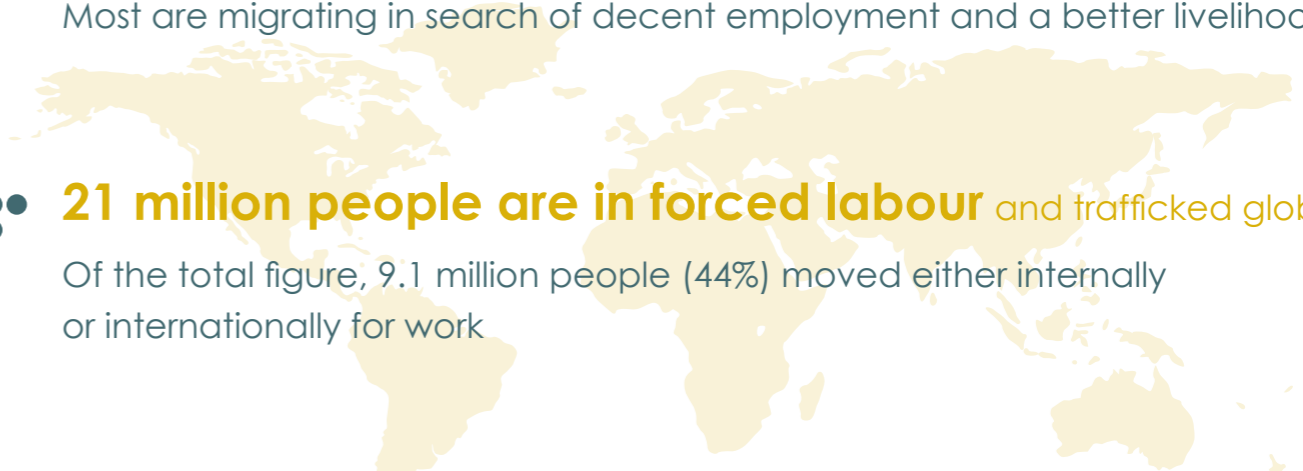 Most are migrating in search of decent employment and a better
21 million people are in forced labour and trafficked
Of the total figure, 9.1 million people (44%) moved either internally
or internationally for work